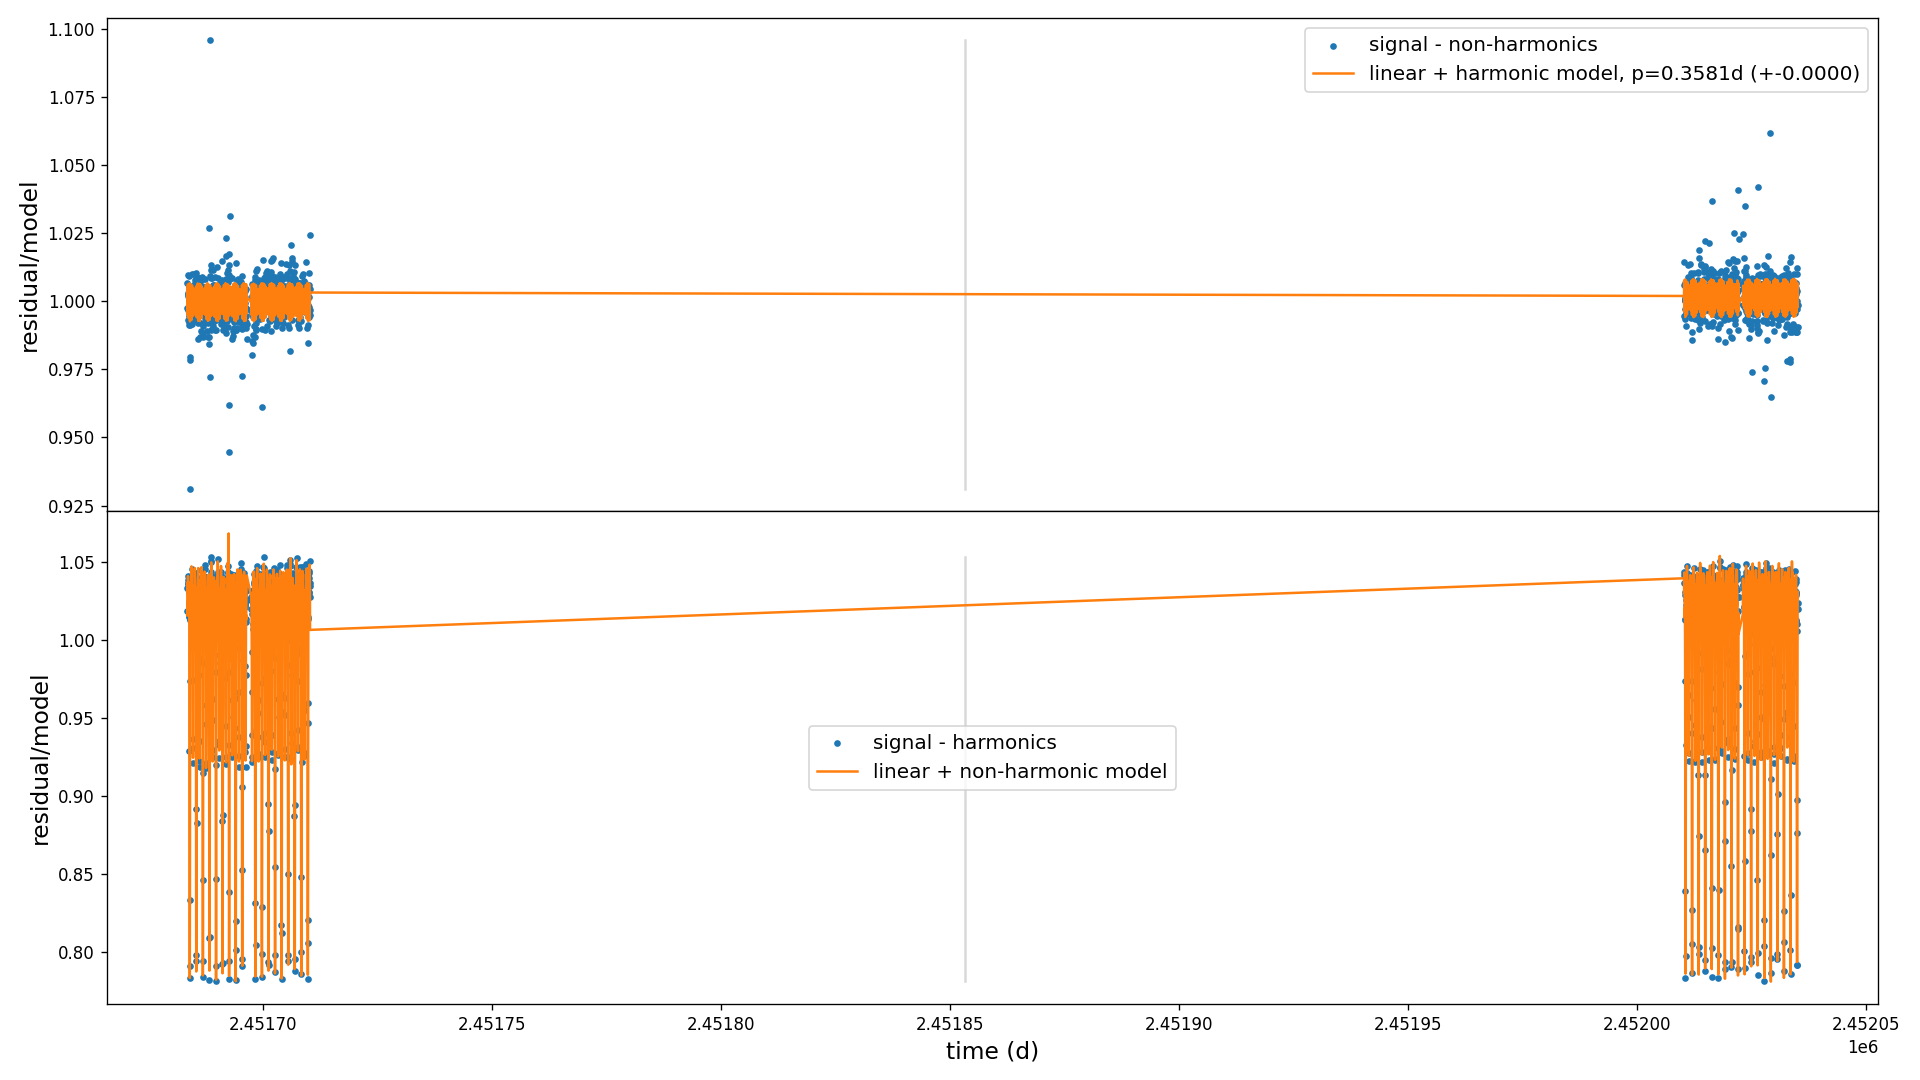 1.100
1.075
1.050
1.025
1.000
0.975
0.950
0.925
residual/model
signal - non-harmonics
linear + harmonic model, p=0.3581d (+-0.0000)
1.05
1.00
0.95
0.90
0.85
0.80
residual/model
signal - harmonics
linear + non-harmonic model
2.45170
2.45175
2.45180
2.45185
2.45190
2.45195
2.45200
2.45205
time (d)
1e6